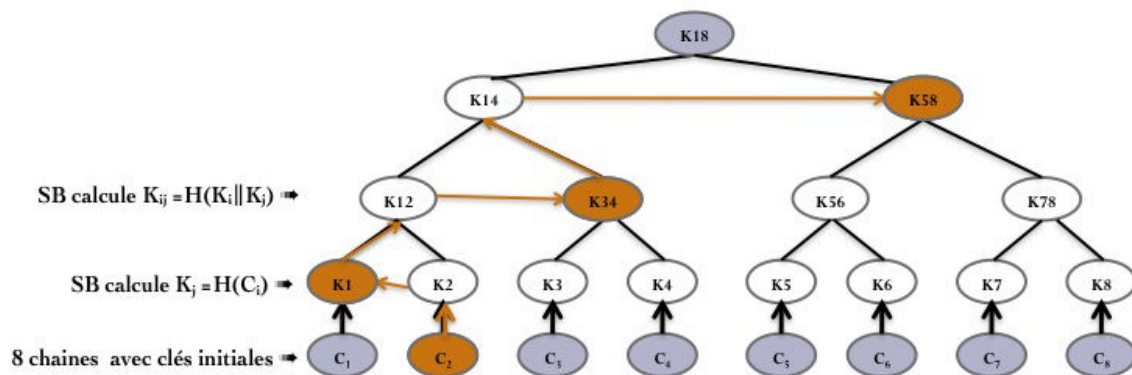 K18
K14 K58
SB calcule Kij =H(Ki‖Kj) ➠ K12 K34 K56 K78
SB calcule Kj =H(Ci) ➠ K1 K2 K3 K4 K5 K6 K7 K8
8 chaines avec clés initiales ➠ C1 C2 C3 C4 C5 C6 C7 C8